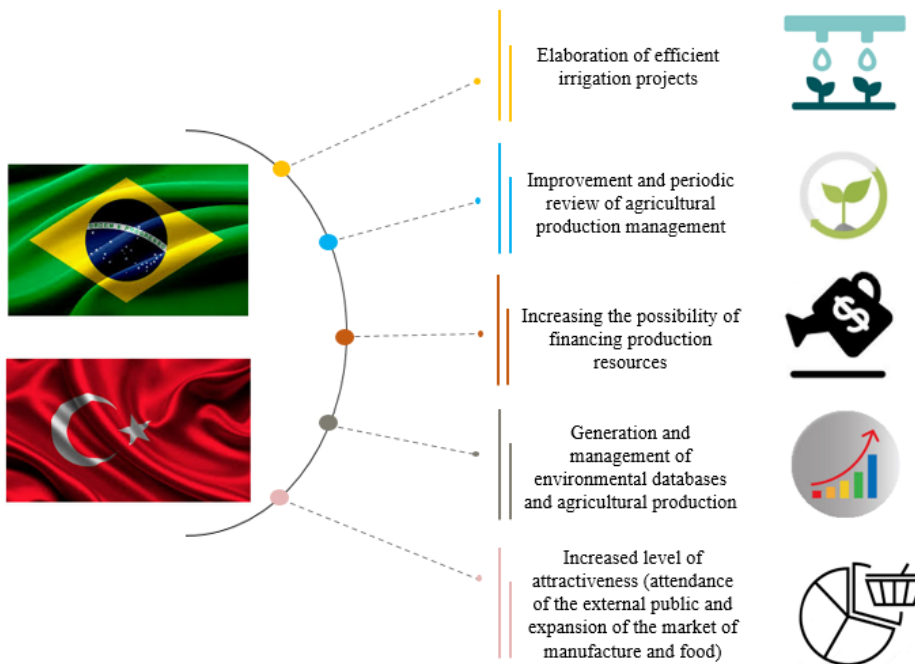 Elaboration of efficient
irrigation projects
Improvement and periodic
review of agricultural
production management
Increasing the possibility of
financing production
resources
$
Generation and
management of
environmental databases
and agricultural production
Increased level of
attractiveness (attendance
of the external public and
expansion of the market of
manufacture and food)